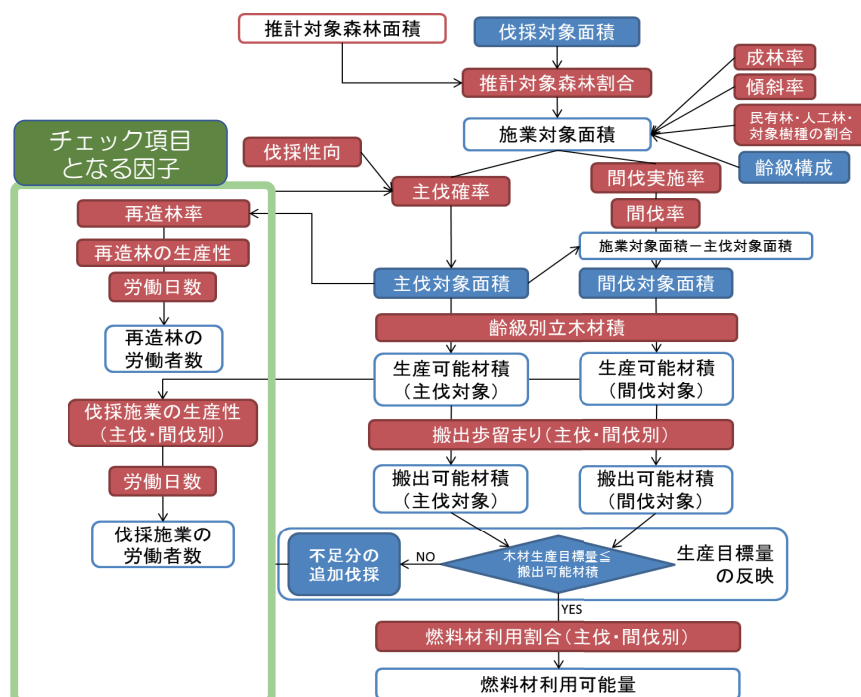 推計対象森林面積
伐採対象面積
推計対象森林割合
成林率
傾斜率
民有林・人工林・
対象樹種の割合
齢級構成
施業対象面積
チェック項目
となる因子
伐採性向
主伐確率
間伐実施率
間伐率
再造林率
再造林の生産性
労働日数
再造林の
労働者数
施業対象面積－主伐対象面積
主伐対象面積
間伐対象面積
齢級別立木材積
生産可能材積
(主伐対象)
生産可能材積
(間伐対象)
伐採施業の生産性
(主伐・間伐別)
搬出歩留まり(主伐・間伐別)
労働日数
搬出可能材積
(主伐対象)
搬出可能材積
(間伐対象)
伐採施業の
労働者数
不足分の
追加伐採
NO
木材生産目標量≦
搬出可能材積
生産目標量
の反映
YES
燃料材利用割合(主伐・間伐別)
燃料材利用可能量